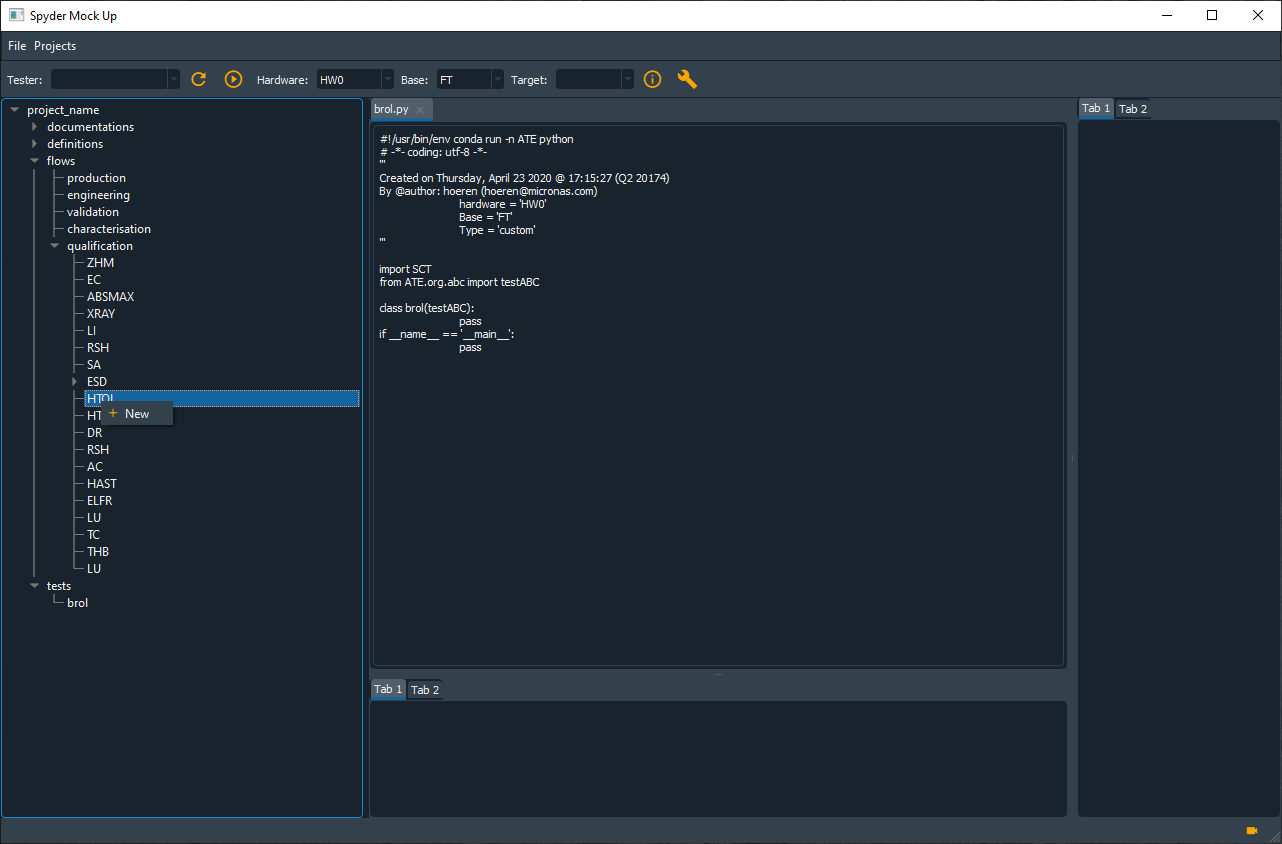 Spyder Mock Up
File Projects
Tester: Hardware: HW0 Base: FT Target:
project_name
documentations
definitions
flows
production
engineering
validation
characterisation
qualification
ZHM
EC
ABSMAX
XRAY
LI
RSH
SA
ESD
HTOL
New
DR
RSH
AC
HAST
ELFR
LU
TC
THB
LU
tests
brol
brol.py
#!/usr/bin/env conda run -n ATE python
# -*- coding: utf-8 -*-
'''
Created on Thursday, April 23 2020 @ 17:15:27 (Q2 20174)
By @author: hoeren (hoeren@micronas.com)
hardware = 'HW0'
Base = 'FT'
Type = 'custom'
'''
import SCT
from ATE.org.abc import testABC
class brol(testABC):
pass
if __name__ == '__main__':
pass
Tab 1 Tab 2
Tab 1 Tab 2